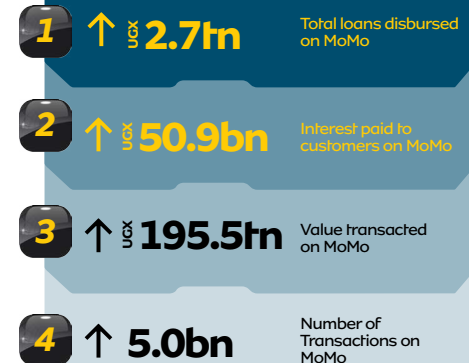 1
UGX 2.7tn
Total loans disbursed
on MoMo
2
UGX 50.9bn
Interest paid to
customers on MoMo
3
UGX 195.5tn
Value transacted
on MoMo
4
5.0bn
Number of
Transactions on
MoMo